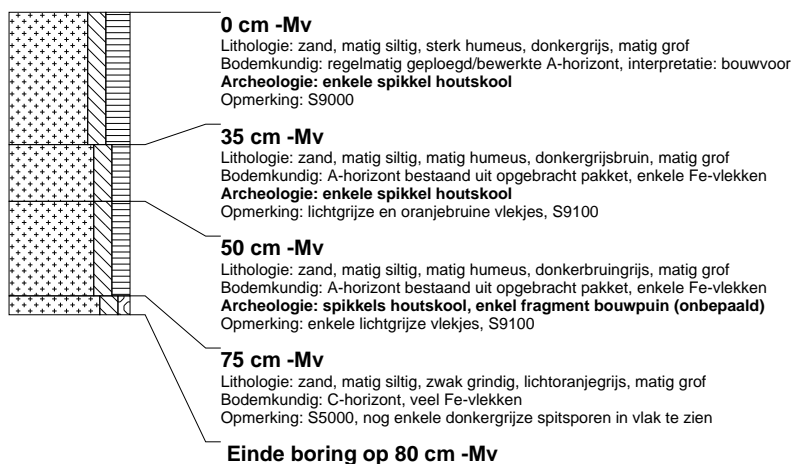 0 cm -Mv
Lithologie: zand, matig siltig, sterk humeus, donkergrijs, matig grof
Bodemkundig: regelmatig geploegd/bewerkte A-horizont, interpretatie: bouwvoor
Archeologie: enkele spikkel houtskool
Opmerking: S9000
35 cm -Mv
Lithologie: zand, matig siltig, matig humeus, donkergrijsbruin, matig grof
Bodemkundig: A-horizont bestaand uit opgebracht pakket, enkele Fe-vlekken
Archeologie: enkele spikkel houtskool
Opmerking: lichtgrijze en oranjebruine vlekjes, S9100
50 cm -Mv
Lithologie: zand, matig siltig, matig humeus, donkerbruingrijs, matig grof
Bodemkundig: A-horizont bestaand uit opgebracht pakket, enkele Fe-vlekken
Archeologie: spikkels houtskool, enkel fragment bouwpuin (onbepaald)
Opmerking: enkele lichtgrijze vlekjes, S9100
75 cm -Mv
Lithologie: zand, matig siltig, zwak grindig, lichtoranjegrijs, matig grof
Bodemkundig: C-horizont, veel Fe-vlekken
Opmerking: S5000, nog enkele donkergrijze spitsporen in vlak te zien
Einde boring op 80 cm -Mv